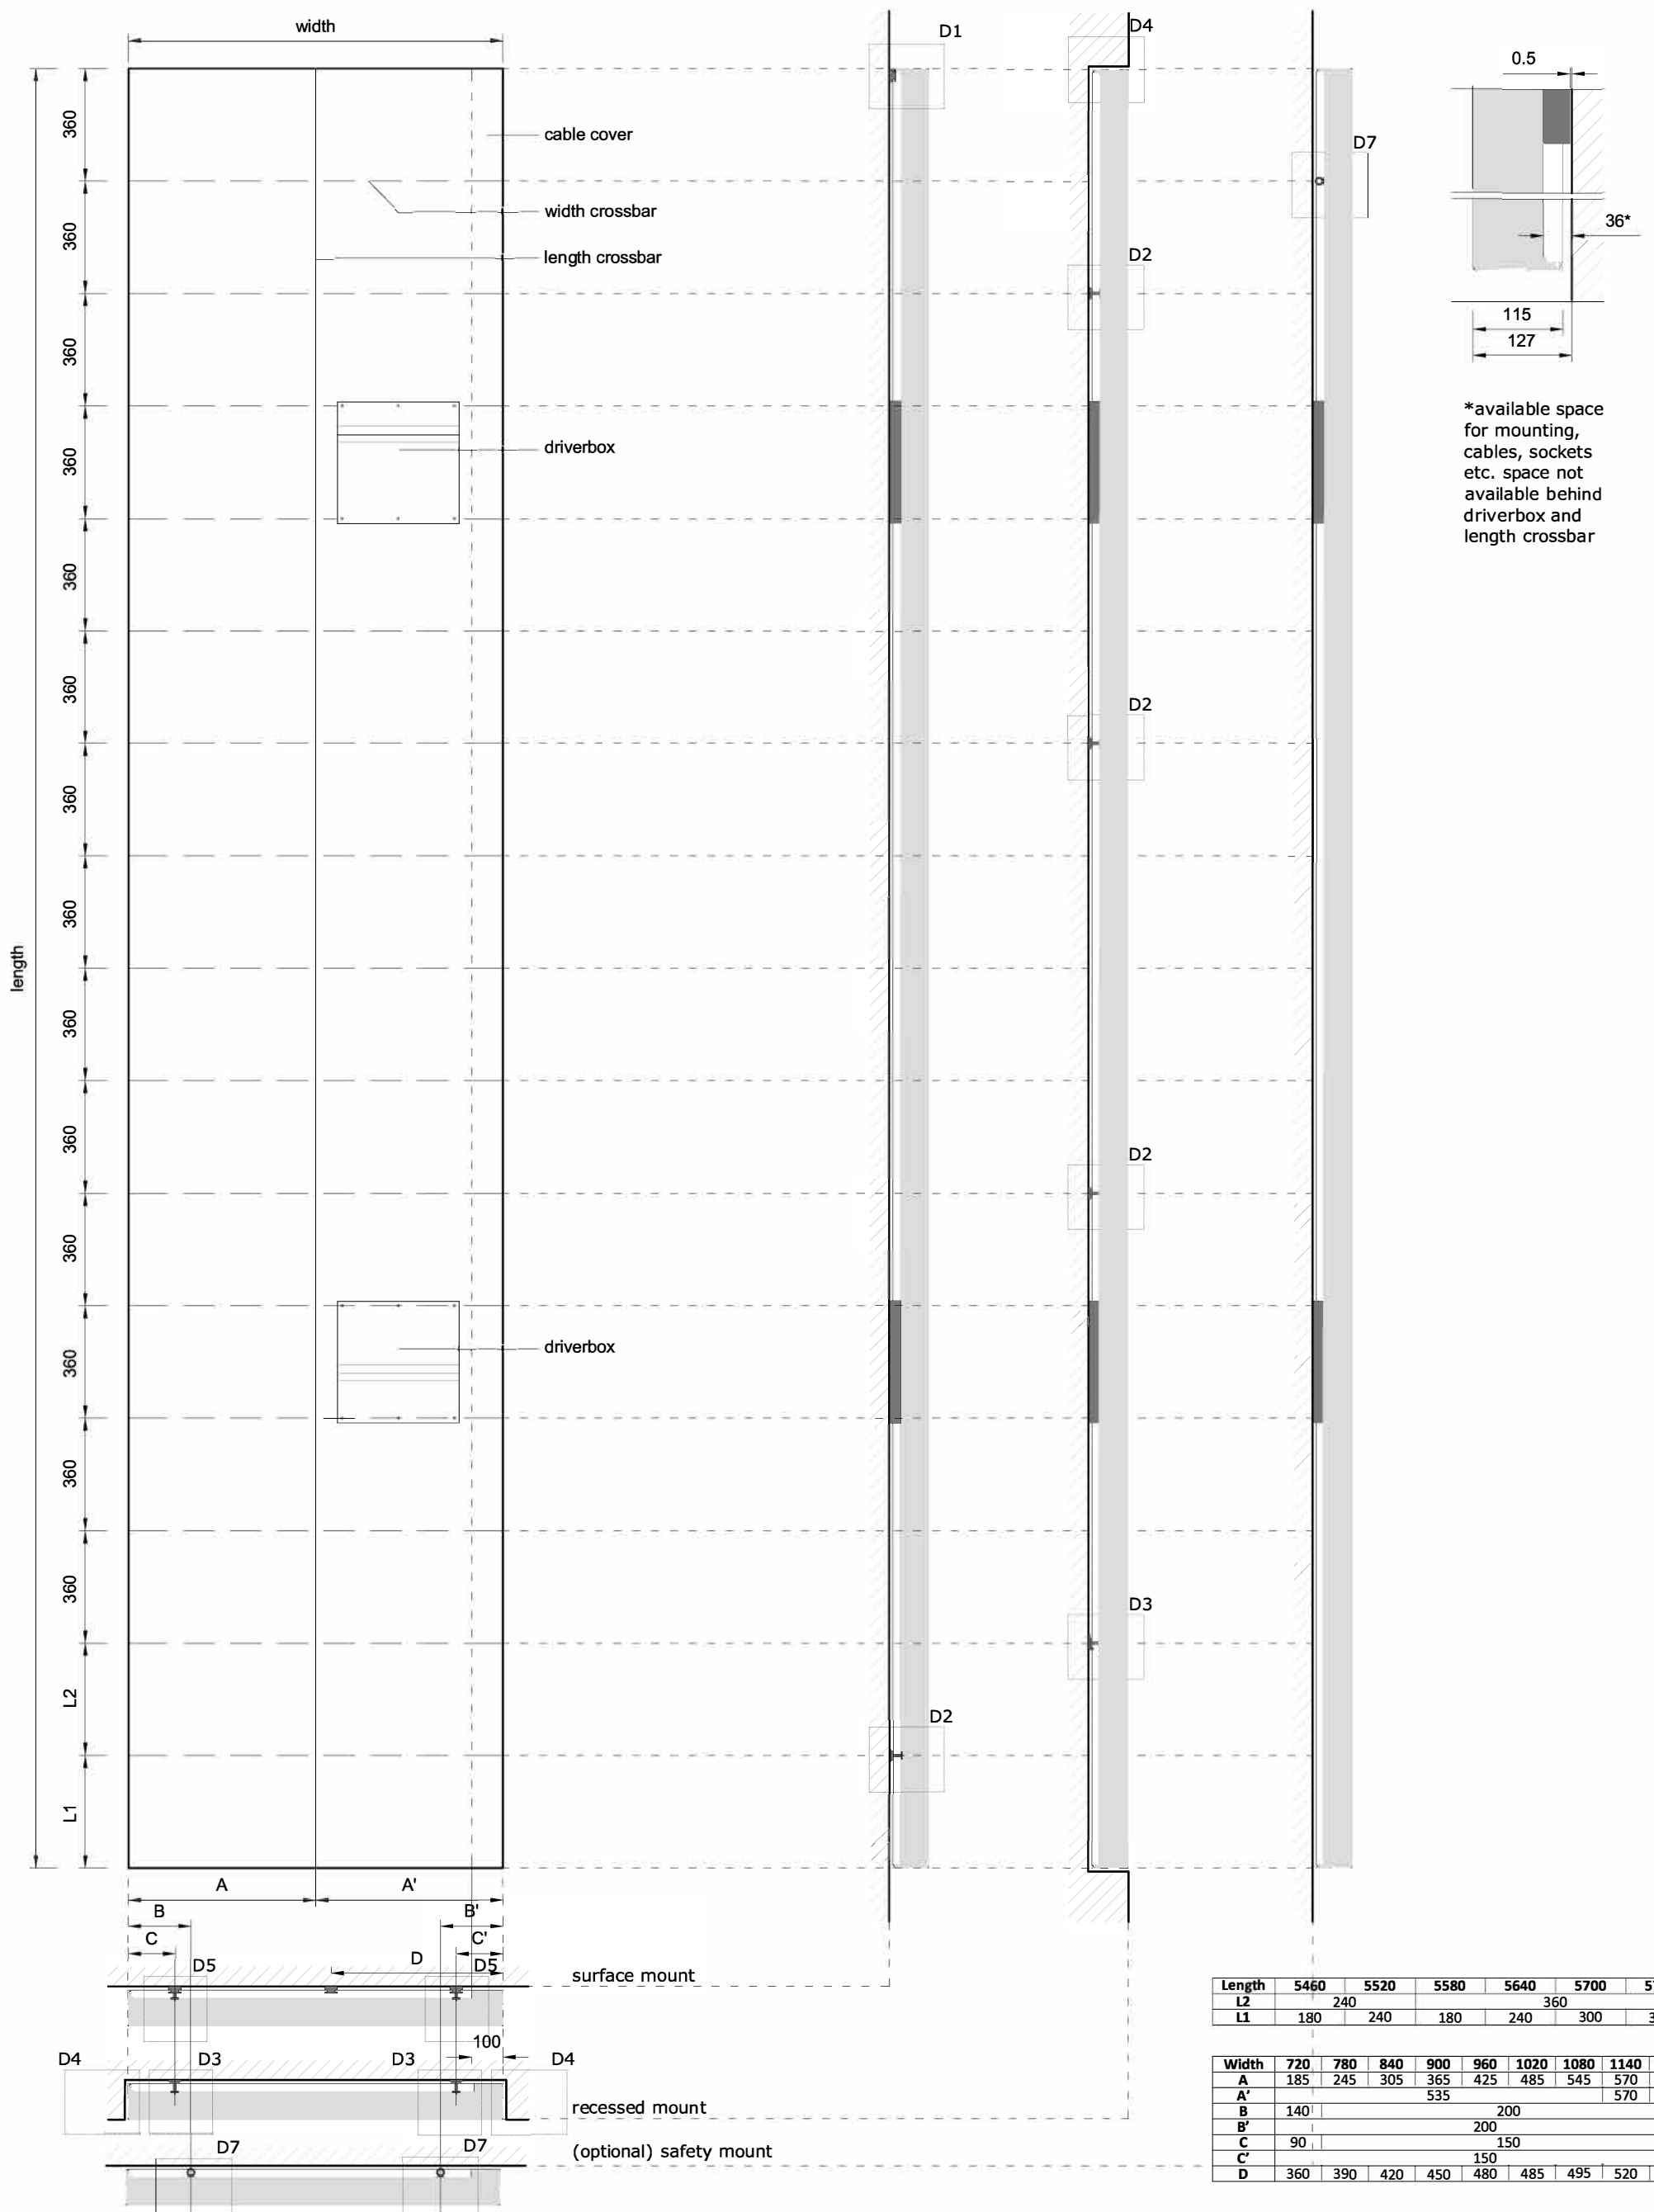 width
D1
D4
0.5
360
cable cover
D7
360
width crossbar
36*
length crossbar
D2
360
115
127
*available space
for mounting,
cables, sockets
etc. space not
available behind
driverbox and
length crossbar
360
driverbox
360
360
D2
360
360
length
360
360
D2
360
360
driverbox
360
360
D3
L2
D2
L1
A A'
B B'
C C'
D5 D D5
surface mount
100
D4 D3 D3 D4
recessed mount
D7 D7
(optional) safety mount
Length 5460 5520 5580 5640 5700
L2 240 360
L1 180 240 180 240 300
Width 720 780 840 900 960 1020 1080 1140
A 185 245 305 365 425 485 545 570
A' 535 570
B 140 200
B' 200
C 90 150
C' 150
D 360 390 420 450 480 485 495 520